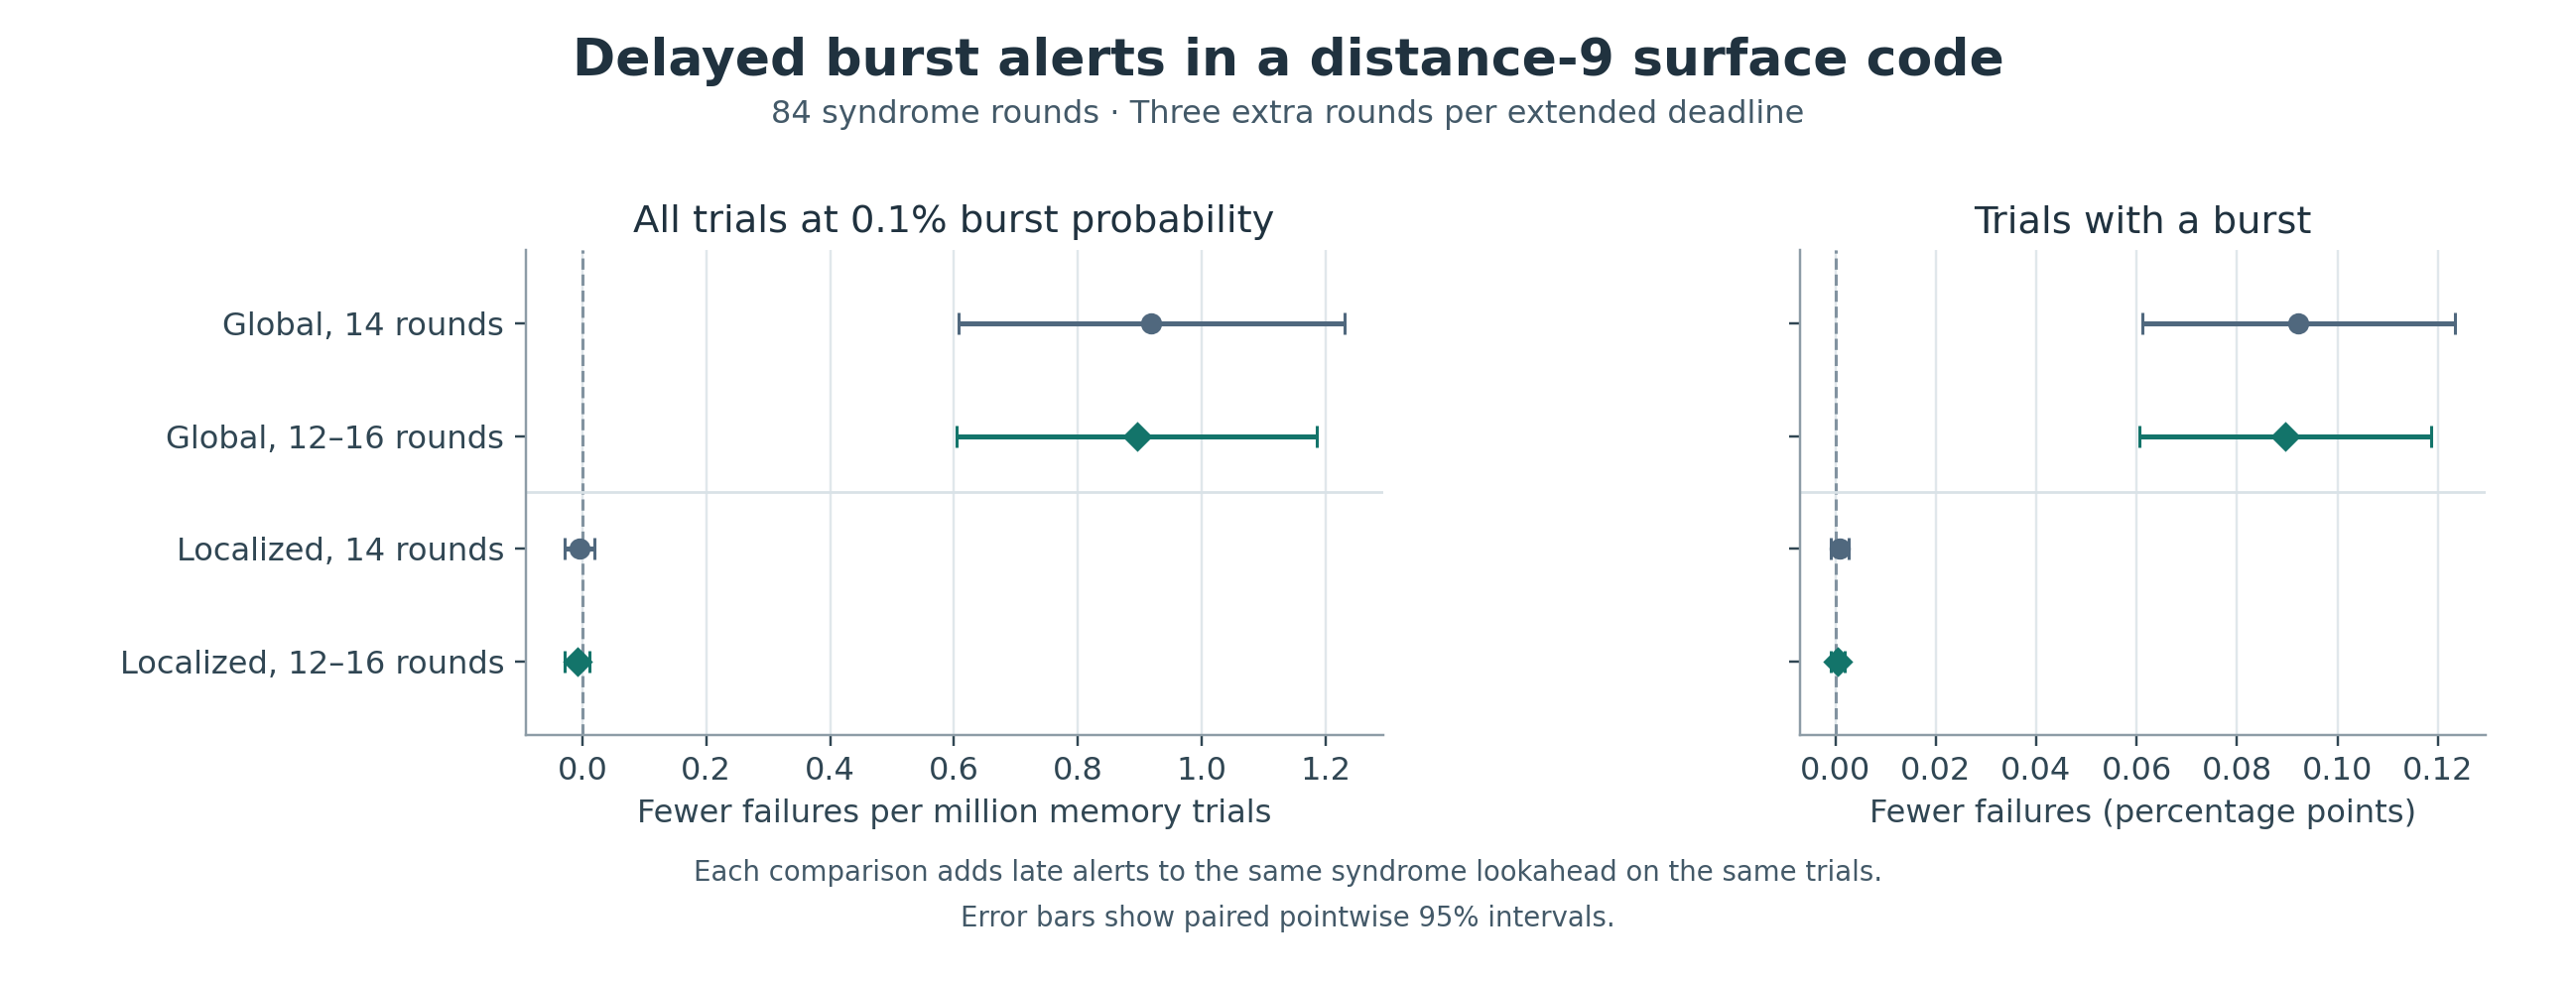 Delayed burst alerts in a distance-9 surface code
84 syndrome rounds · Three extra rounds per extended deadline
All trials at 0.1% burst probability
Global, 14 rounds
Global, 12–16 rounds
Localized, 14 rounds
Localized, 12–16 rounds
0.0 0.2 0.4 0.6 0.8 1.0 1.2
Fewer failures per million memory trials
Trials with a burst
0.00 0.02 0.04 0.06 0.08 0.10 0.12
Fewer failures (percentage points)
Each comparison adds late alerts to the same syndrome lookahead on the same trials.
Error bars show paired pointwise 95% intervals.